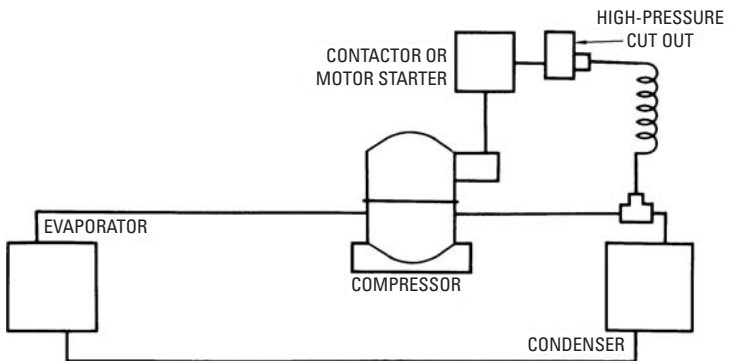 HIGH-PRESSURE
CUT OUT
CONTACTOR OR
MOTOR STARTER
EVAPORATOR
COMPRESSOR
CONDENSER